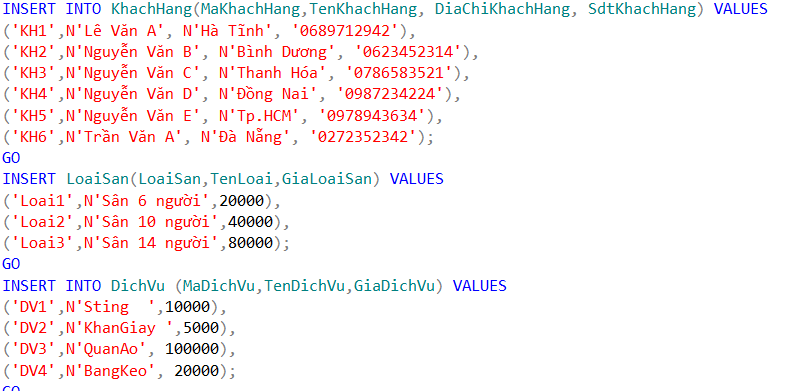 INSERT INTO KhachHang(MaKhachHang,TenKhachHang, DiaChiKhachHang, SdtKhachHang) VALUES
('KH1',N'Lê Văn A', N'Hà Tĩnh', '0689712942'),
('KH2',N'Nguyễn Văn B', N'Bình Dương', '0623452314'),
('KH3',N'Nguyễn Văn C', N'Thanh Hóa', '0786583521'),
('KH4',N'Nguyễn Văn D', N'Đồng Nai', '0987234224'),
('KH5',N'Nguyễn Văn E', N'Tp.HCM', '0978943634'),
('KH6',N'Trần Văn A', N'Đà Nẵng', '0272352342');
GO
INSERT LoaiSan(LoaiSan,TenLoai,GiaLoaiSan) VALUES
('Loai1',N'Sân 6 người',20000),
('Loai2',N'Sân 10 người',40000),
('Loai3',N'Sân 14 người',80000);
GO
INSERT INTO DichVu (MaDichVu,TenDichVu,GiaDichVu) VALUES
('DV1',N'Sting  ',10000),
('DV2',N'KhanGiay ',5000),
('DV3',N'QuanAo', 100000),
('DV4',N'BangKeo', 20000);
GO